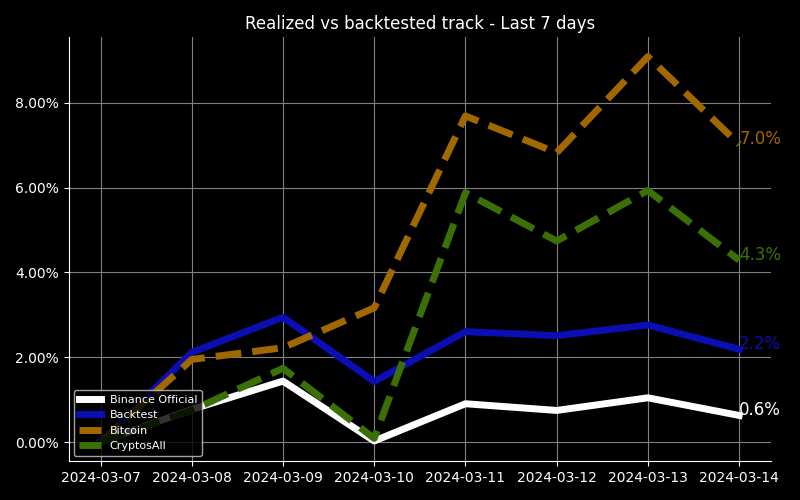 Realized vs backtested track - Last 7 days
8.00%
6.00%
4.00%
2.00%
0.00%
7.0%
4.3%
2.2%
0.6%
Binance Official
Backtest
Bitcoin
CryptosAll
2024-03-07 2024-03-08 2024-03-09 2024-03-10 2024-03-11 2024-03-12 2024-03-13 2024-03-14